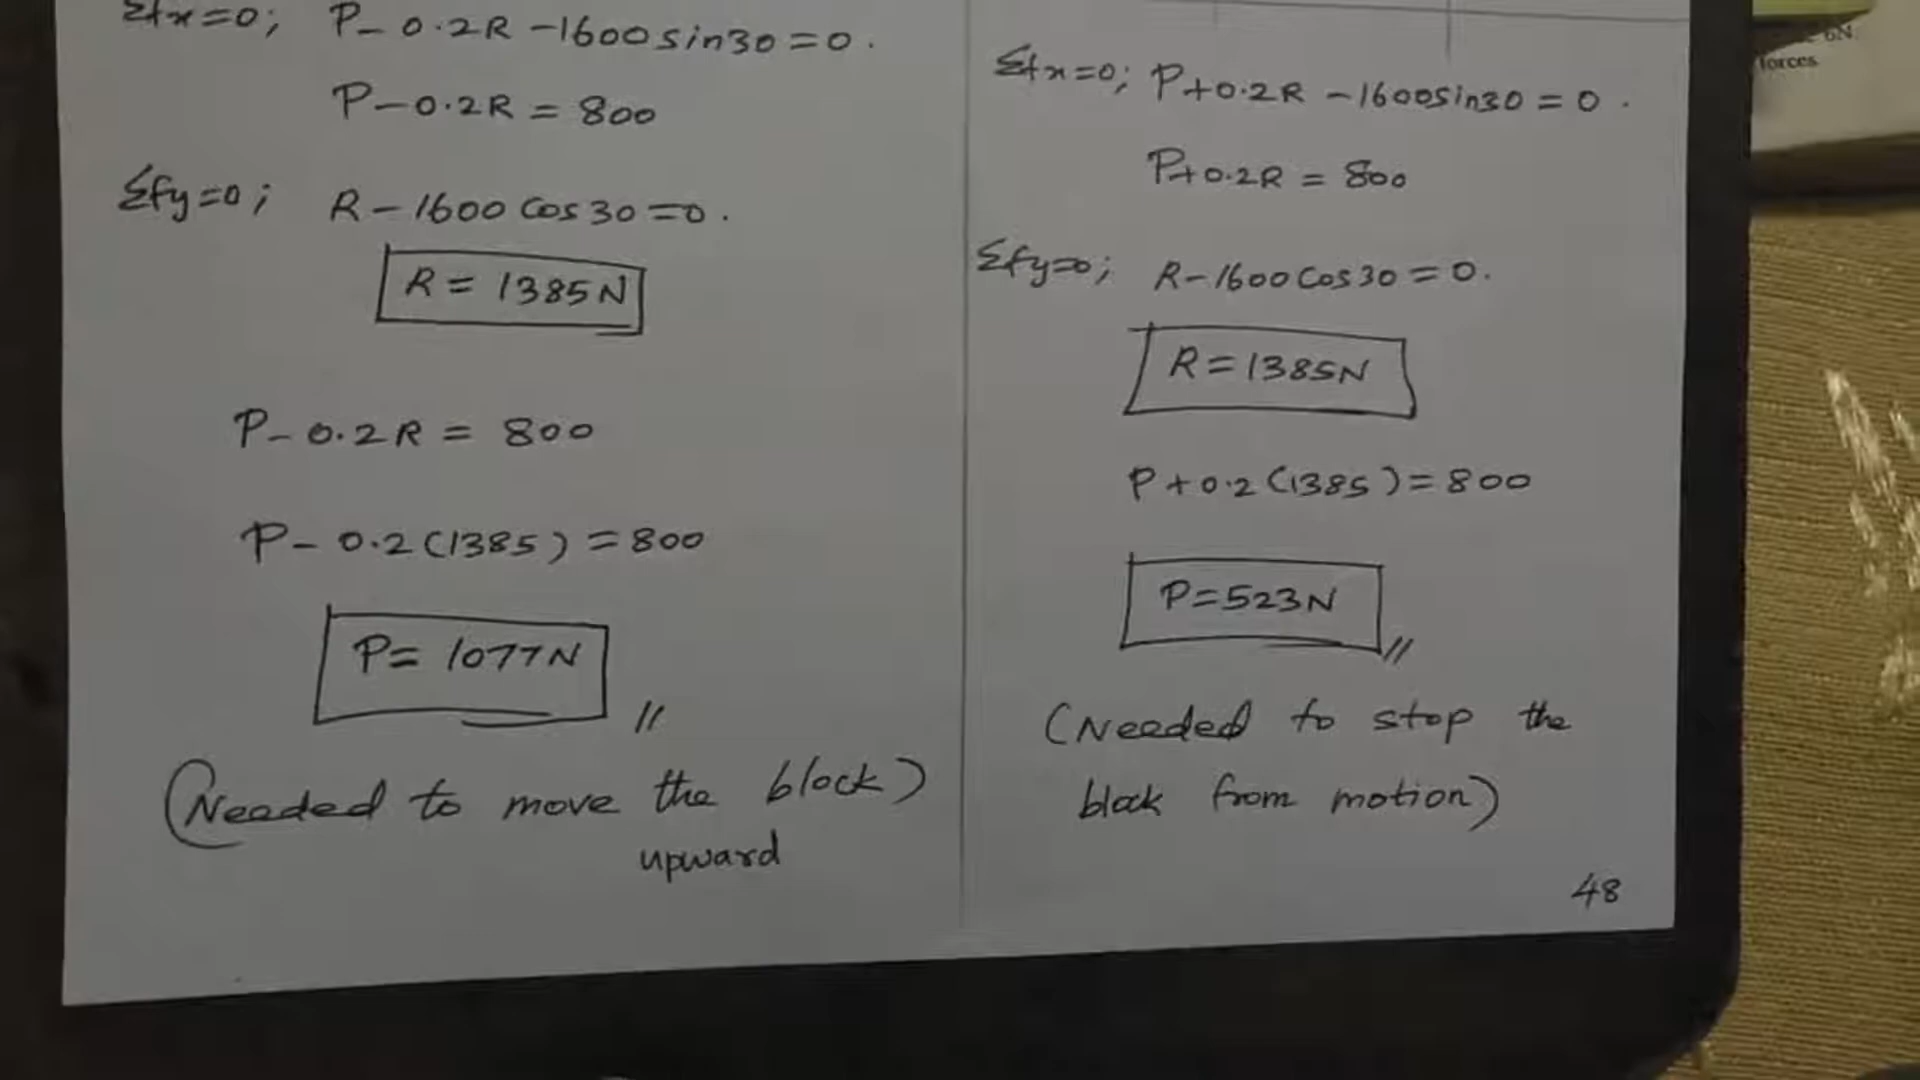 Σfx=0; P-0.2R-1600sin30=0.
P-0.2R = 800
Σfy=0; R-1600 Cos30=0.
R = 1385N
P-0.2R = 800
P-0.2(1385)=800
P= 1077N //
(Needed to move the block)
upward
Σfx=0; P+0.2R-1600sin30=0.
P+0.2R = 800
Σfy=0; R-1600Cos30=0.
R=1385N
P+0.2(1385)=800
P=523N //
(Needed to stop the
block from motion)
48
6N
forces